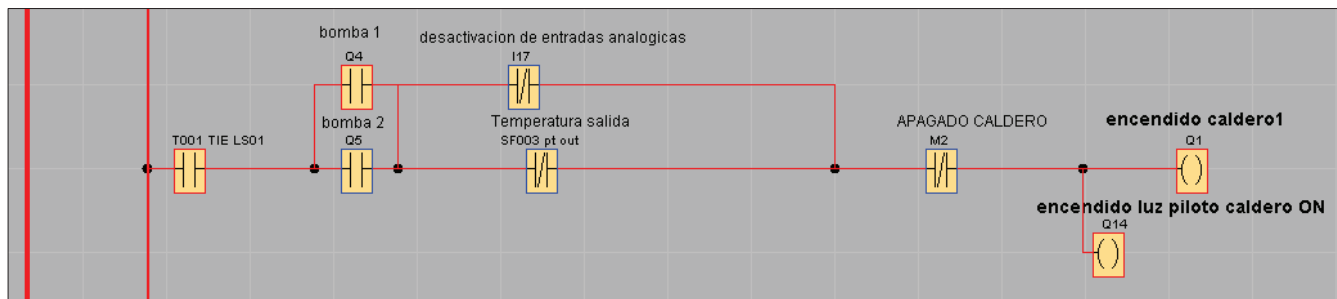 bomba 1
Q4
desactivacion de entradas analogicas
I17
T001 TIE LS01
bomba 2
Q5
Temperatura salida
SF003 pt out
APAGADO CALDERO
M2
encendido caldero1
Q1
encendido luz piloto caldero ON
Q14